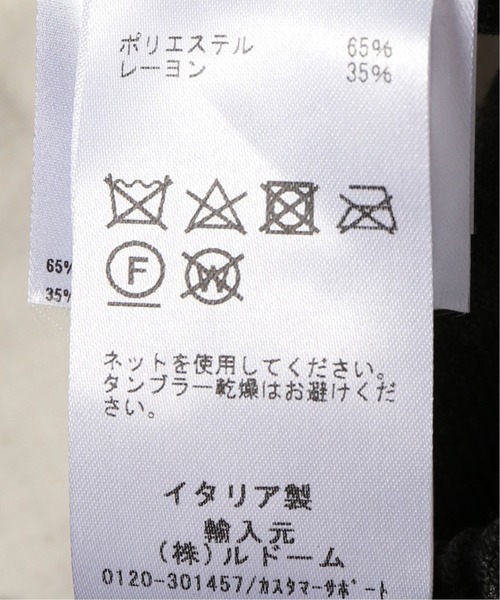 ポリエステル 65%
レーヨン 35%
F
W
65%
35%
ネットを使用してください。
タンブラー乾燥はお避けくだ
さい。
イタリア製
輸入元
(株)ルドーム
0120-301457/カスタマーサポート